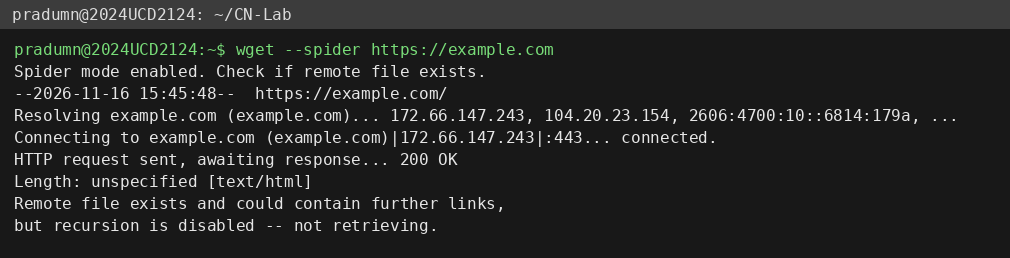 pradumn@2024UCD2124: ~/CN-Lab
pradumn@2024UCD2124:~$ wget --spider https://example.com
Spider mode enabled. Check if remote file exists.
--2026-11-16 15:45:48--  https://example.com/
Resolving example.com (example.com)... 172.66.147.243, 104.20.23.154, 2606:4700:10::6814:179a, ...
Connecting to example.com (example.com)|172.66.147.243|:443... connected.
HTTP request sent, awaiting response... 200 OK
Length: unspecified [text/html]
Remote file exists and could contain further links,
but recursion is disabled -- not retrieving.